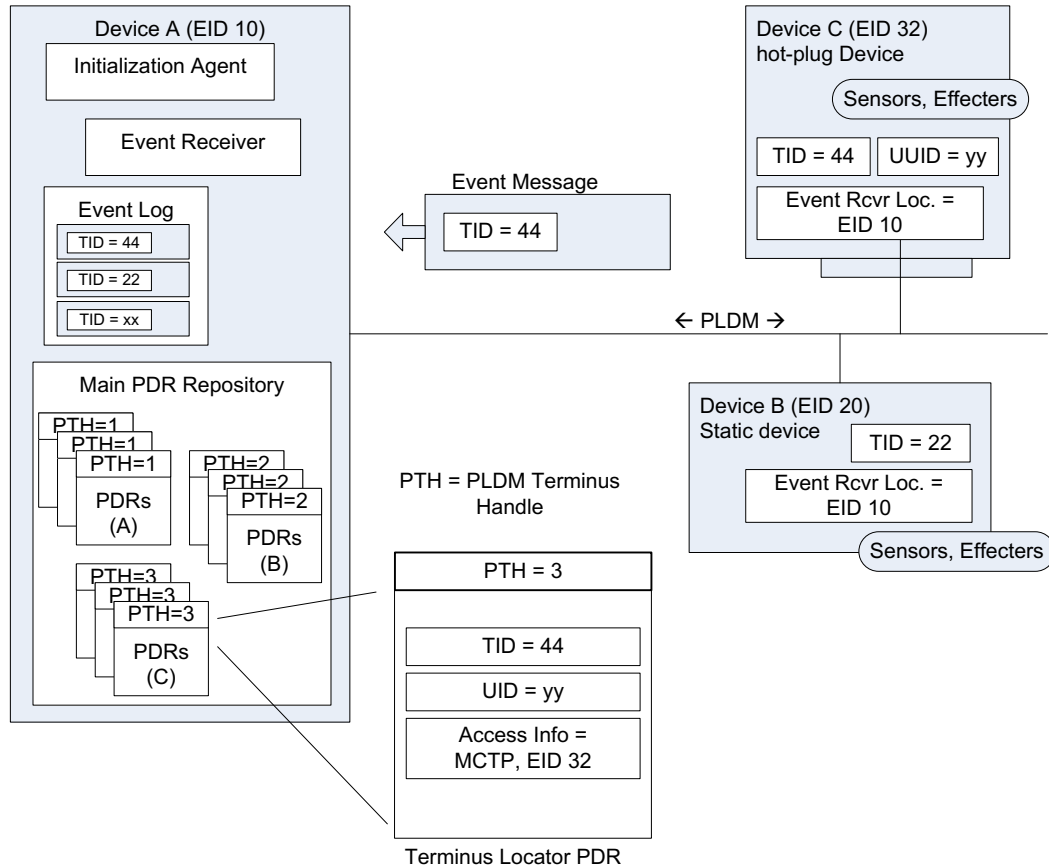 Device A (EID 10)
Initialization Agent
Event Receiver
Event Log
TID = 44
TID = 22
TID = xx
Main PDR Repository
PTH=1
PTH=1
PTH=1
PDRs
(A)
PTH=2
PTH=2
PTH=2
PDRs
(B)
PTH=3
PTH=3
PTH=3
PDRs
(C)
Event Message
TID = 44
Device C (EID 32)
hot-plug Device
Sensors, Effecters
TID = 44
UUID = yy
Event Rcvr Loc. =
EID 10
← PLDM →
Device B (EID 20)
Static device
TID = 22
Event Rcvr Loc. =
EID 10
Sensors, Effecters
PTH = PLDM Terminus
Handle
PTH = 3
TID = 44
UID = yy
Access Info =
MCTP, EID 32
Terminus Locator PDR